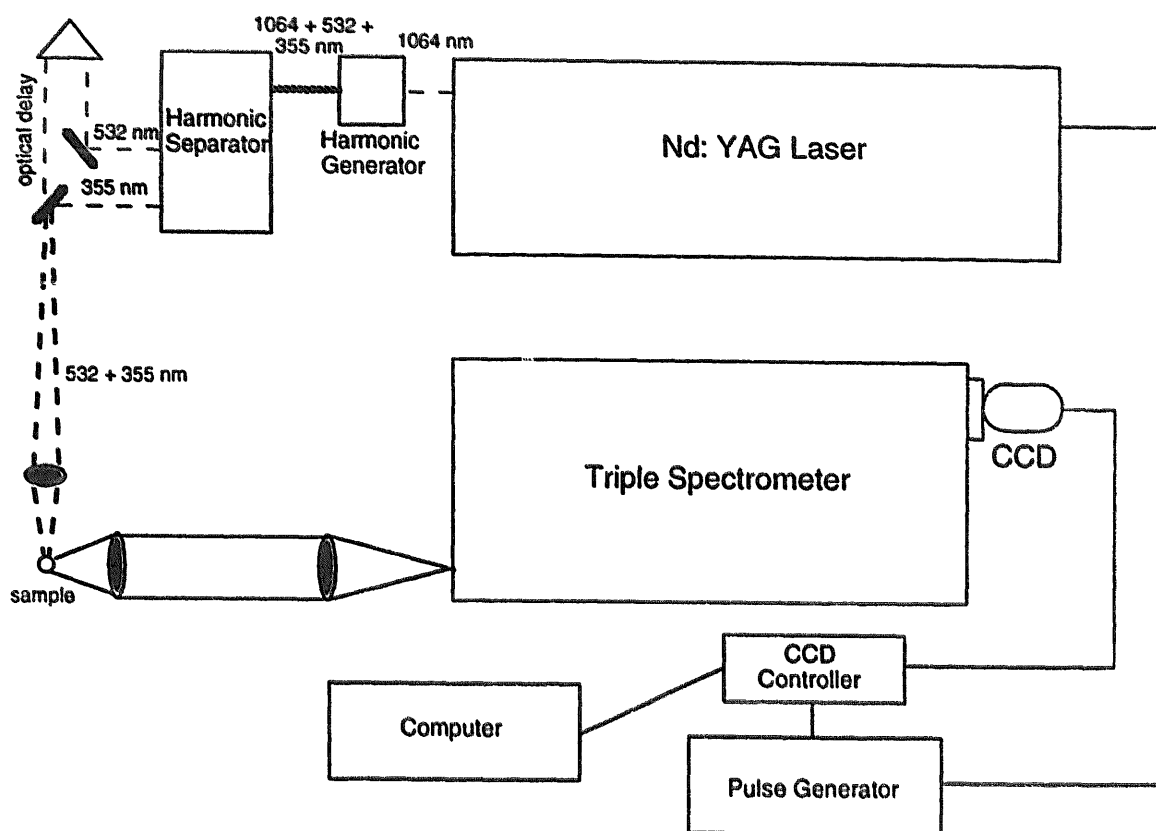 1064 + 532 +
355 nm
1064 nm
optical delay
532 nm
355 nm
Harmonic
Separator
Harmonic
Generator
Nd: YAG Laser
532 + 355 nm
Triple Spectrometer
CCD
sample
CCD
Controller
Computer
Pulse Generator